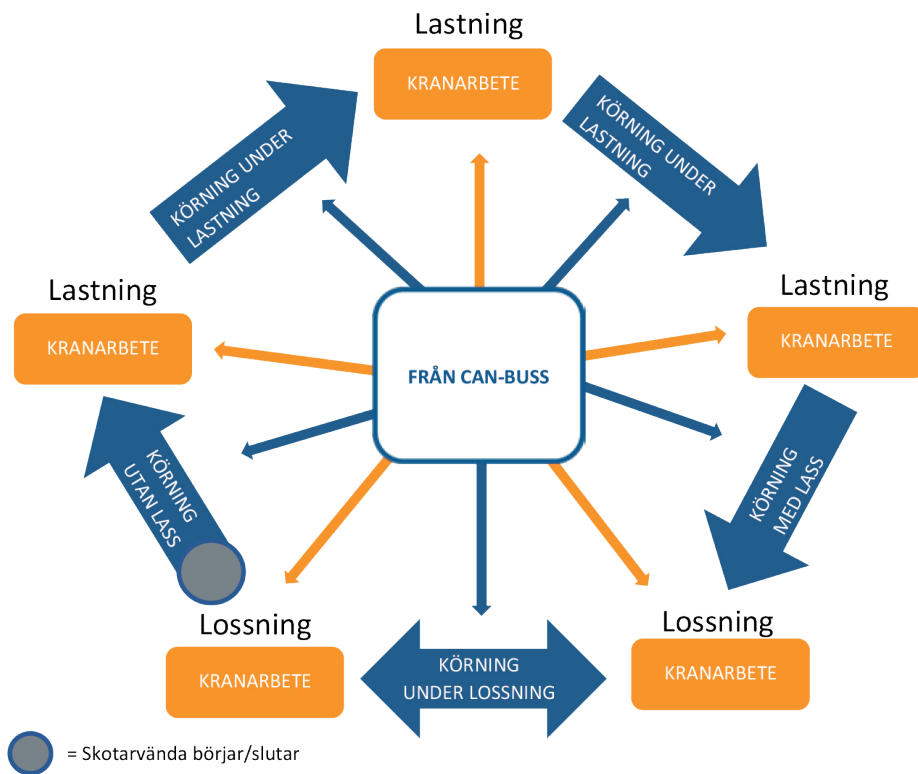 Lastning
KRANARBETE
KÖRNING UNDER
LASTNING
KÖRNING UNDER
LASTNING
Lastning
KRANARBETE
Lastning
KRANARBETE
FRÅN CAN-BUSS
KÖRNING
UTAN LASS
KÖRNING
MED LASS
Lossning
KRANARBETE
KÖRNING
UNDER LOSSNING
Lossning
KRANARBETE
= Skotarvända börjar/slutar